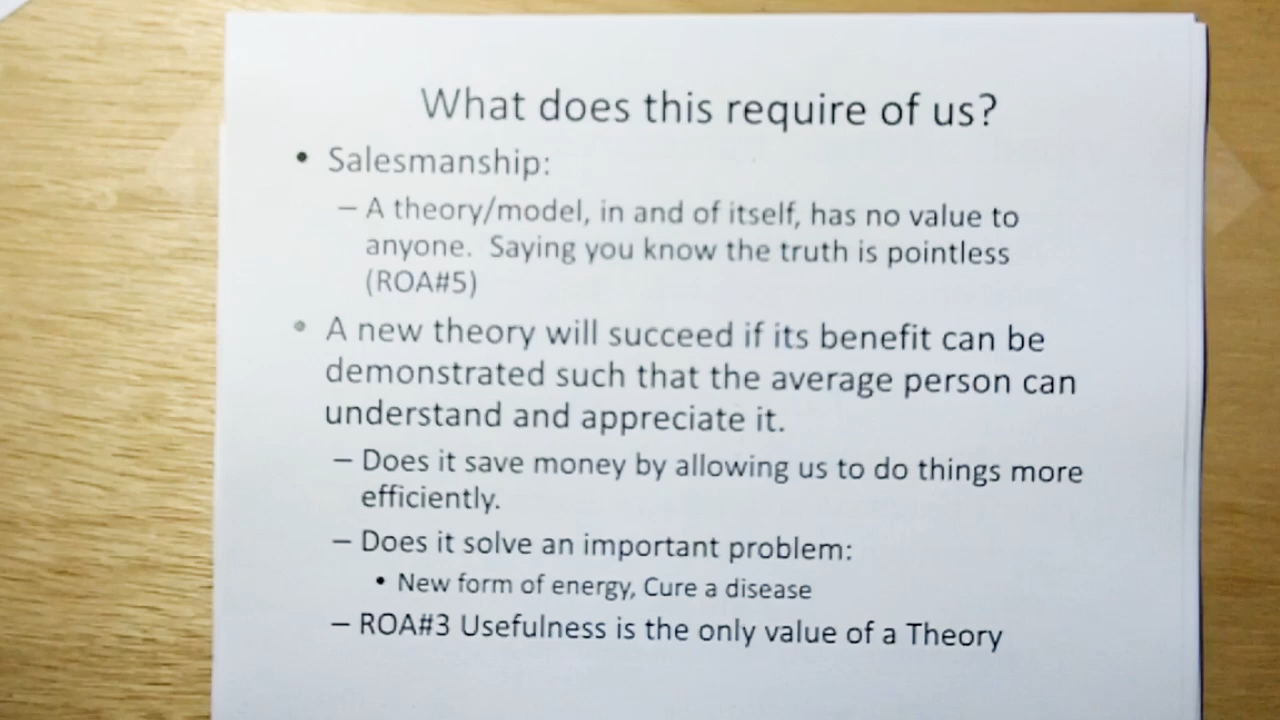 What does this require of us?
• Salesmanship:
– A theory/model, in and of itself, has no value to
anyone.  Saying you know the truth is pointless
(ROA#5)
• A new theory will succeed if its benefit can be
demonstrated such that the average person can
understand and appreciate it.
– Does it save money by allowing us to do things more
efficiently.
– Does it solve an important problem:
• New form of energy, Cure a disease
– ROA#3 Usefulness is the only value of a Theory